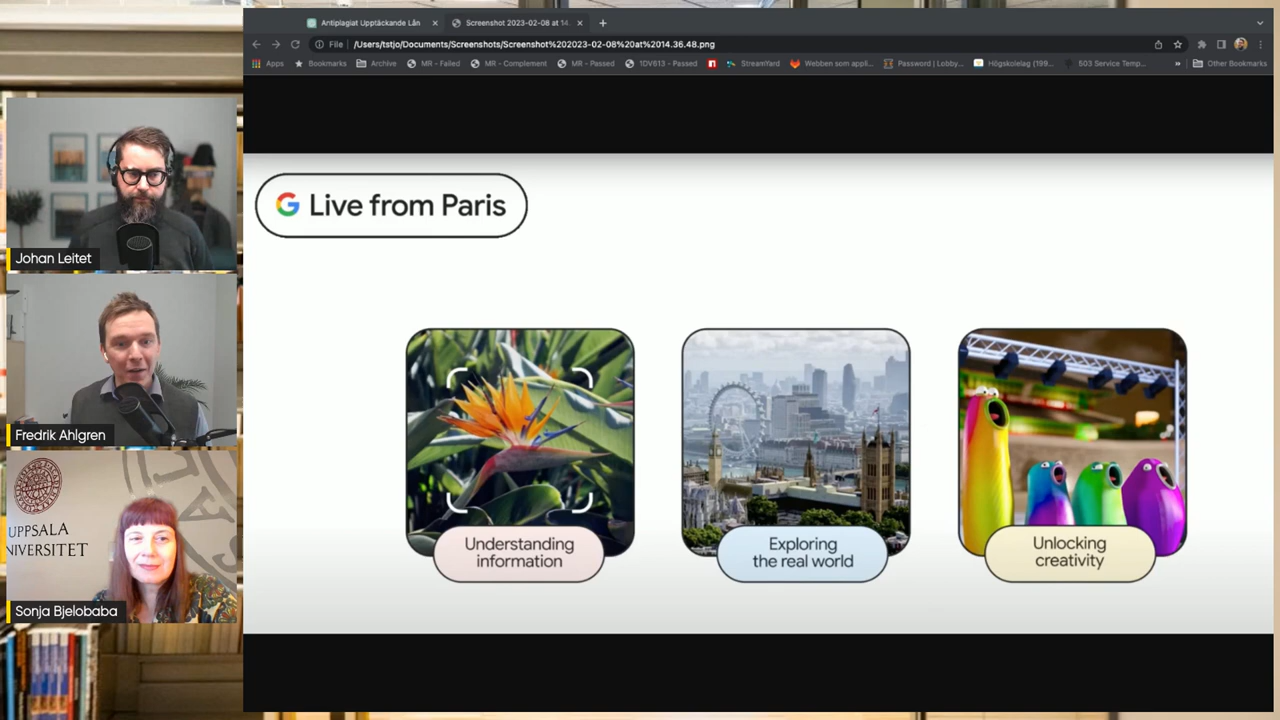 Antiplagiat Upptäckande Lån
Screenshot 2023-02-08 at 14.
File
/Users/tstjo/Documents/Screenshots/Screenshot%202023-02-08%20at%2014.36.48.png
Apps
Bookmarks
Archive
MR - Failed
MR - Complement
MR - Passed
1DV613 - Passed
StreamYard
Webben som appli...
Password | Lobby...
Högskolelag (199...
503 Service Temp...
»
Other Bookmarks
Johan Leitet
Fredrik Ahlgren
UPPSALA
UNIVERSITET
Sonja Bjelobaba
G Live from Paris
Understanding
information
Exploring
the real world
Unlocking
creativity